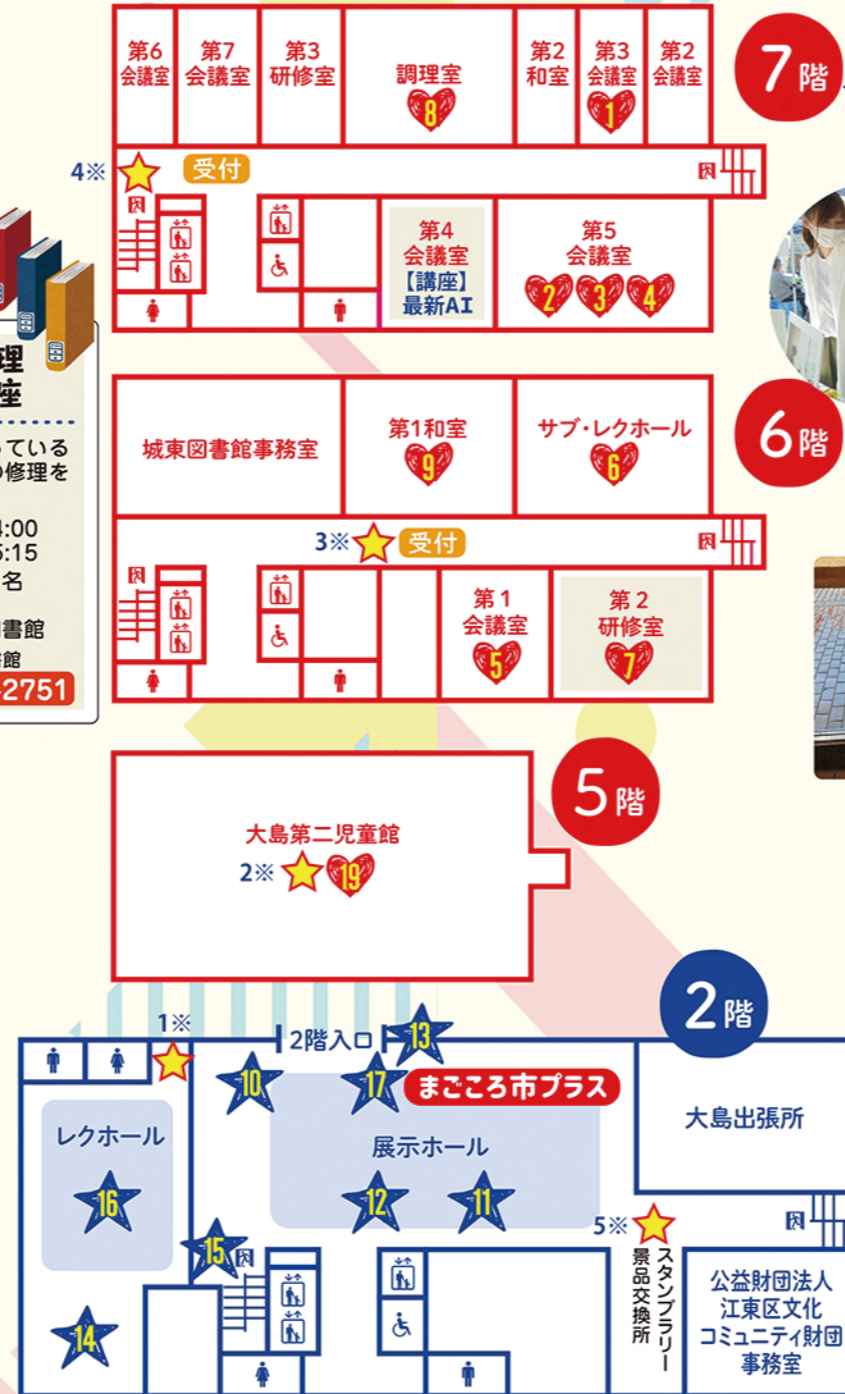 7階
第6
会議室
第7
会議室
第3
研修室
調理室
8
第2
和室
第3
会議室
1
第2
会議室
4※
受付
第4
会議室
【講座】
最新AI
第5
会議室
2 3 4
理
座
っている
の修理を
:00
:15
名
書館
館
-2751
6階
城東図書館事務室
第1和室
9
サブ・レクホール
6
3※
受付
第1
会議室
5
第2
研修室
7
5階
大島第二児童館
2※
19
2階
1※
2階入口
13
10
17
まごころ市プラス
レクホール
16
展示ホール
12
11
大島出張所
15
14
5※
スタンプラリー
景品交換所
公益財団法人
江東区文化
コミュニティ財団
事務室